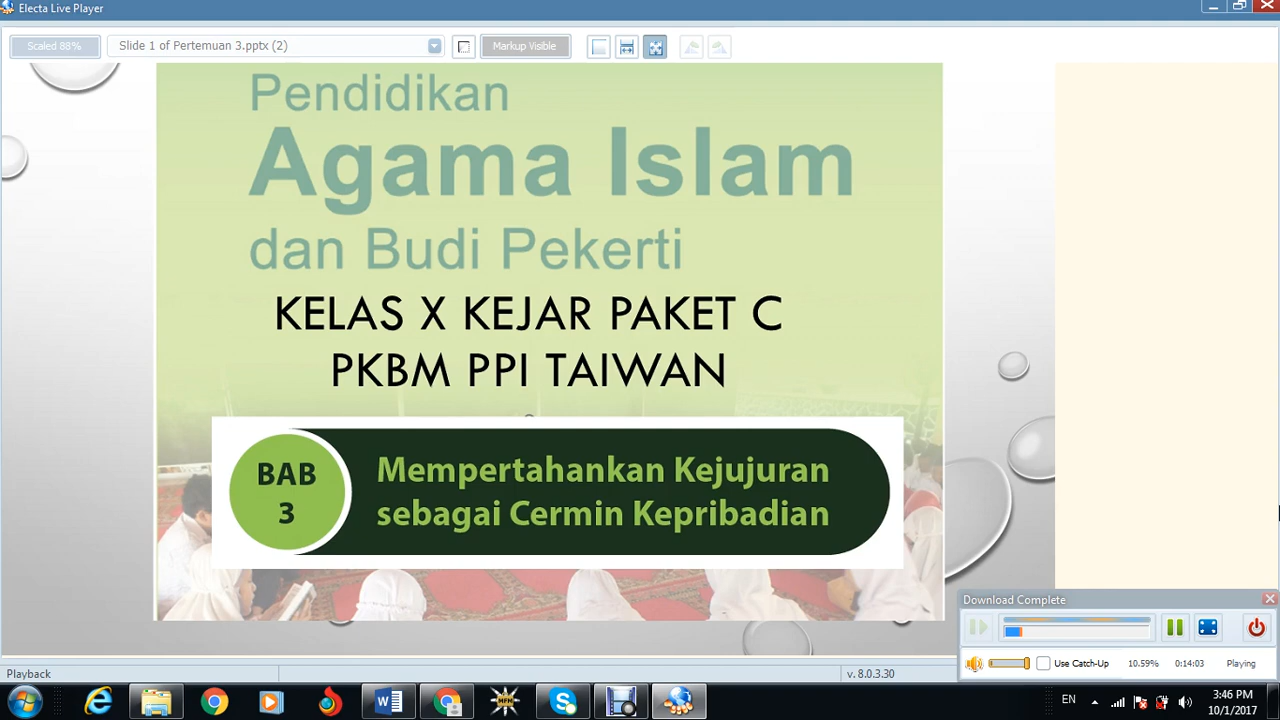 Electa Live Player
Scaled 88%
Slide 1 of Pertemuan 3.pptx (2)
Markup Visible
Pendidikan
Agama Islam
dan Budi Pekerti
KELAS X KEJAR PAKET C
PKBM PPI TAIWAN
BAB
3
Mempertahankan Kejujuran
sebagai Cermin Kepribadian
Download Complete
Use Catch-Up
10.59%
0:14:03
Playing
Playback
v. 8.0.3.30
EN
3:46 PM
10/1/2017